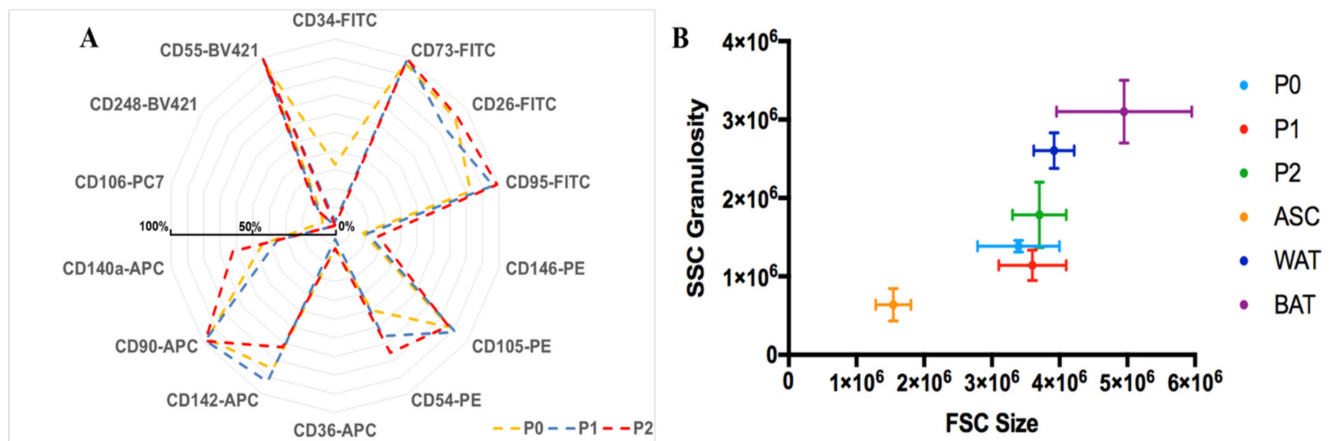 A
CD34-FITC
CD55-BV421
CD73-FITC
CD248-BV421
CD26-FITC
CD106-PC7
CD95-FITC
100%
50%
0%
CD140a-APC
CD146-PE
CD90-APC
CD105-PE
CD142-APC
CD54-PE
CD36-APC
P0
P1
P2
B
SSC Granulosity
4×10⁶
3×10⁶
2×10⁶
1×10⁶
0
0
1×10⁶
2×10⁶
3×10⁶
4×10⁶
5×10⁶
6×10⁶
FSC Size
P0
P1
P2
ASC
WAT
BAT